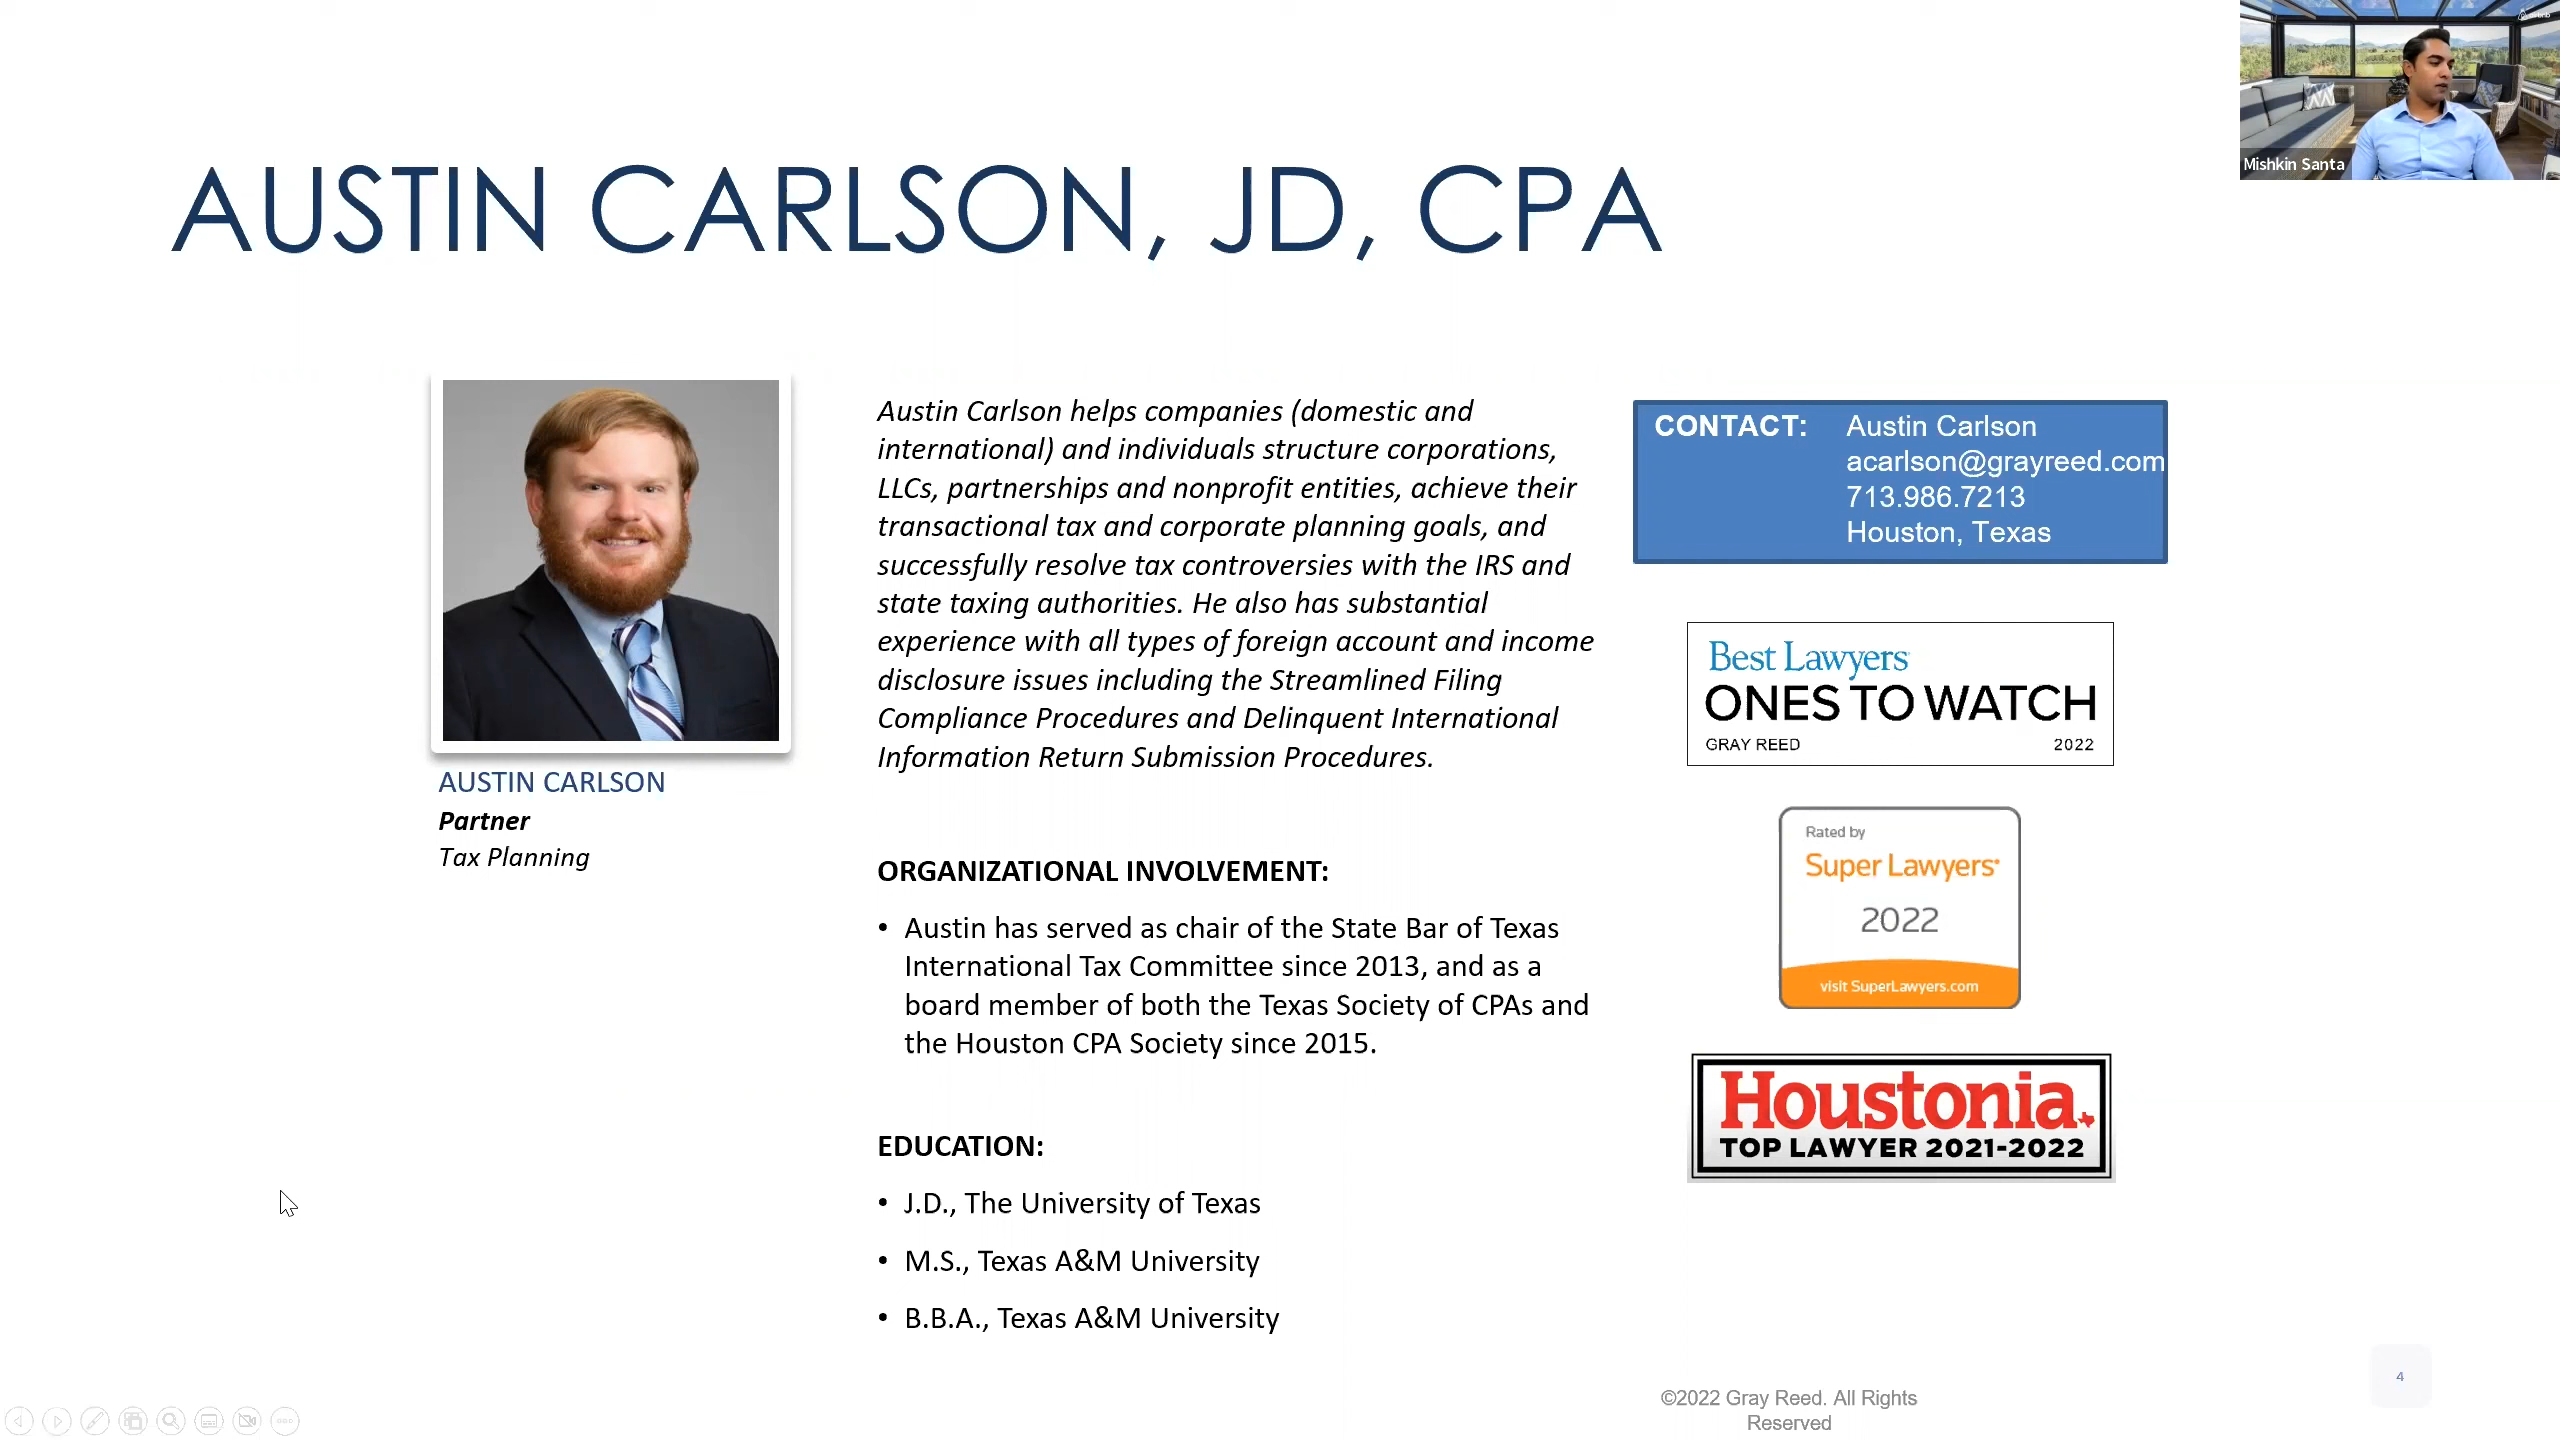 AUSTIN CARLSON, JD, CPA
Mishkin Santa
AUSTIN CARLSON
Partner
Tax Planning
Austin Carlson helps companies (domestic and
international) and individuals structure corporations,
LLCs, partnerships and nonprofit entities, achieve their
transactional tax and corporate planning goals, and
successfully resolve tax controversies with the IRS and
state taxing authorities. He also has substantial
experience with all types of foreign account and income
disclosure issues including the Streamlined Filing
Compliance Procedures and Delinquent International
Information Return Submission Procedures.
ORGANIZATIONAL INVOLVEMENT:
• Austin has served as chair of the State Bar of Texas
International Tax Committee since 2013, and as a
board member of both the Texas Society of CPAs and
the Houston CPA Society since 2015.
EDUCATION:
• J.D., The University of Texas
• M.S., Texas A&M University
• B.B.A., Texas A&M University
CONTACT: Austin Carlson
acarlson@grayreed.com
713.986.7213
Houston, Texas
Best Lawyers
ONES TO WATCH
GRAY REED 2022
Rated by
Super Lawyers®
2022
visit SuperLawyers.com
Houstonia
TOP LAWYER 2021-2022
4
©2022 Gray Reed. All Rights
Reserved